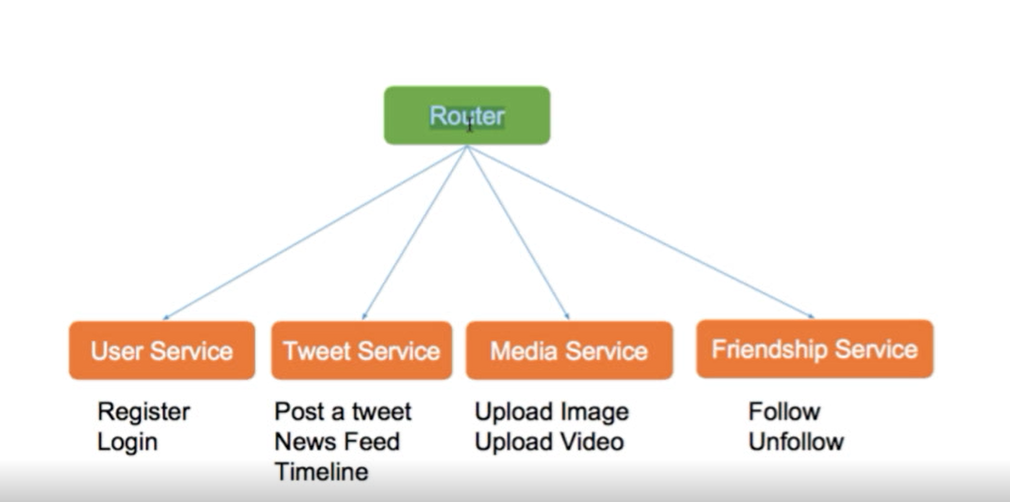 Router
User Service
Tweet Service
Media Service
Friendship Service
Register
Login
Post a tweet
News Feed
Timeline
Upload Image
Upload Video
Follow
Unfollow